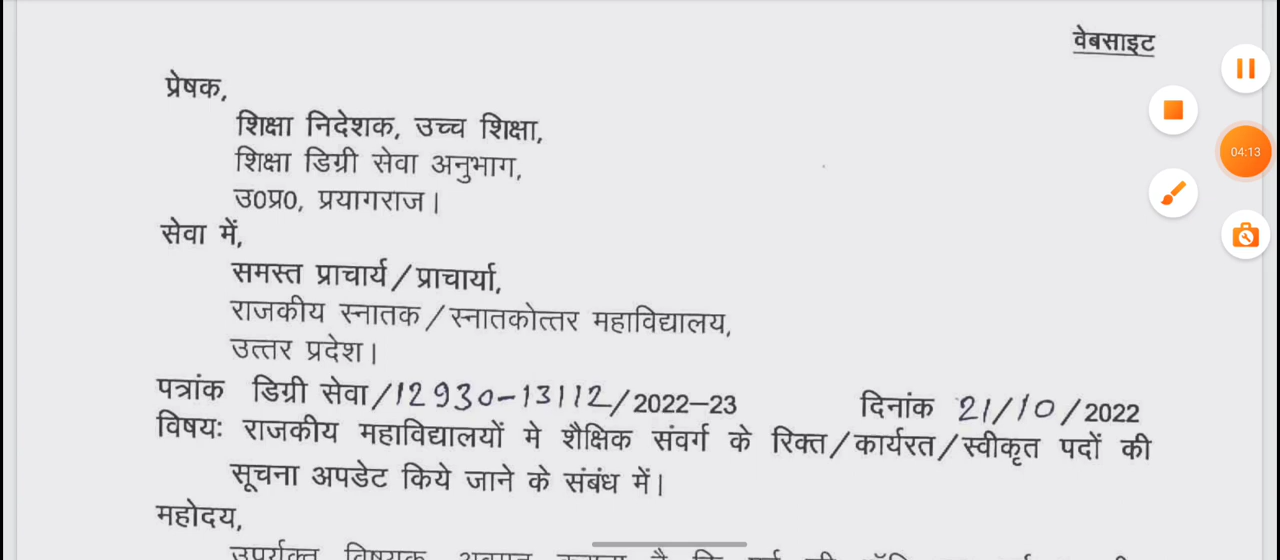 वेबसाइट
प्रेषक,
शिक्षा निदेशक, उच्च शिक्षा,
शिक्षा डिग्री सेवा अनुभाग,
उ0प्र0, प्रयागराज।
सेवा में,
समस्त प्राचार्य/प्राचार्या,
राजकीय स्नातक/स्नातकोत्तर महाविद्यालय,
उत्तर प्रदेश।
पत्रांक डिग्री सेवा/12930-13112/2022-23 दिनांक 21/10/2022
विषयः राजकीय महाविद्यालयों मे शैक्षिक संवर्ग के रिक्त/कार्यरत/स्वीकृत पदों की
सूचना अपडेट किये जाने के संबंध में।
महोदय,
04:13